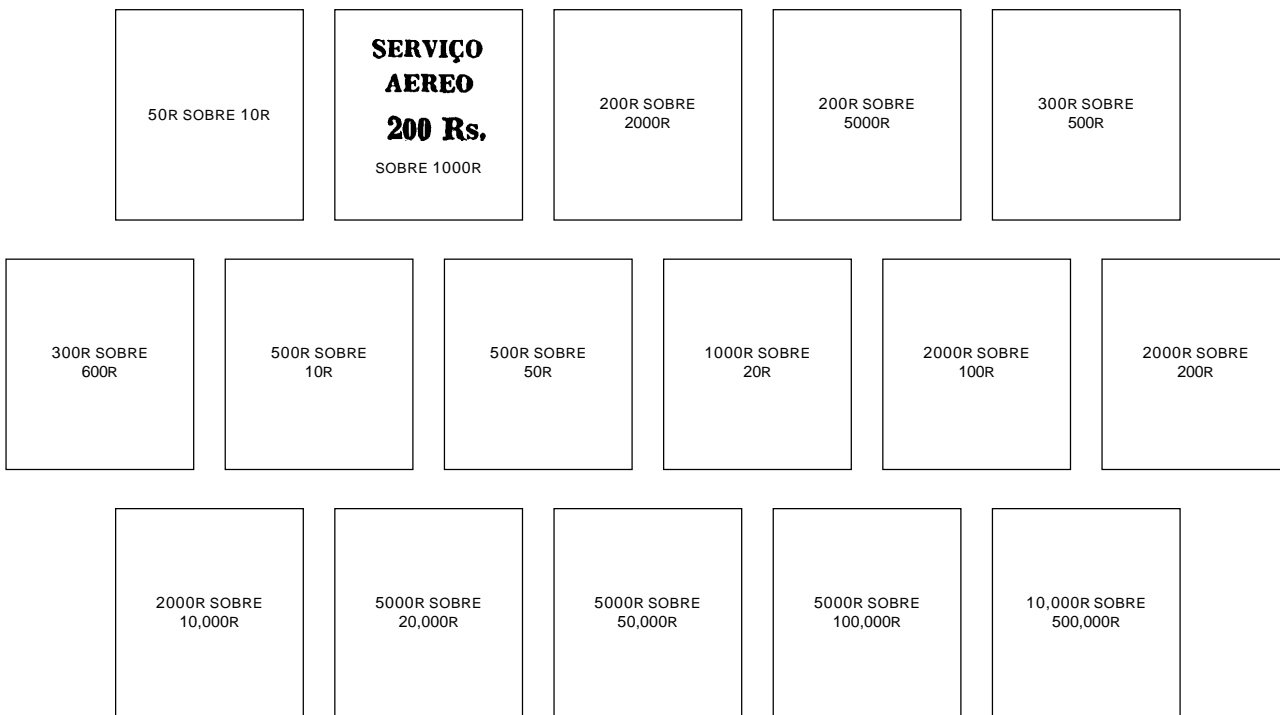 50R SOBRE 10R
SERVIÇO
AEREO
200 Rs.
SOBRE 1000R
200R SOBRE
2000R
200R SOBRE
5000R
300R SOBRE
500R
300R SOBRE
600R
500R SOBRE
10R
500R SOBRE
50R
1000R SOBRE
20R
2000R SOBRE
100R
2000R SOBRE
200R
2000R SOBRE
10,000R
5000R SOBRE
20,000R
5000R SOBRE
50,000R
5000R SOBRE
100,000R
10,000R SOBRE
500,000R